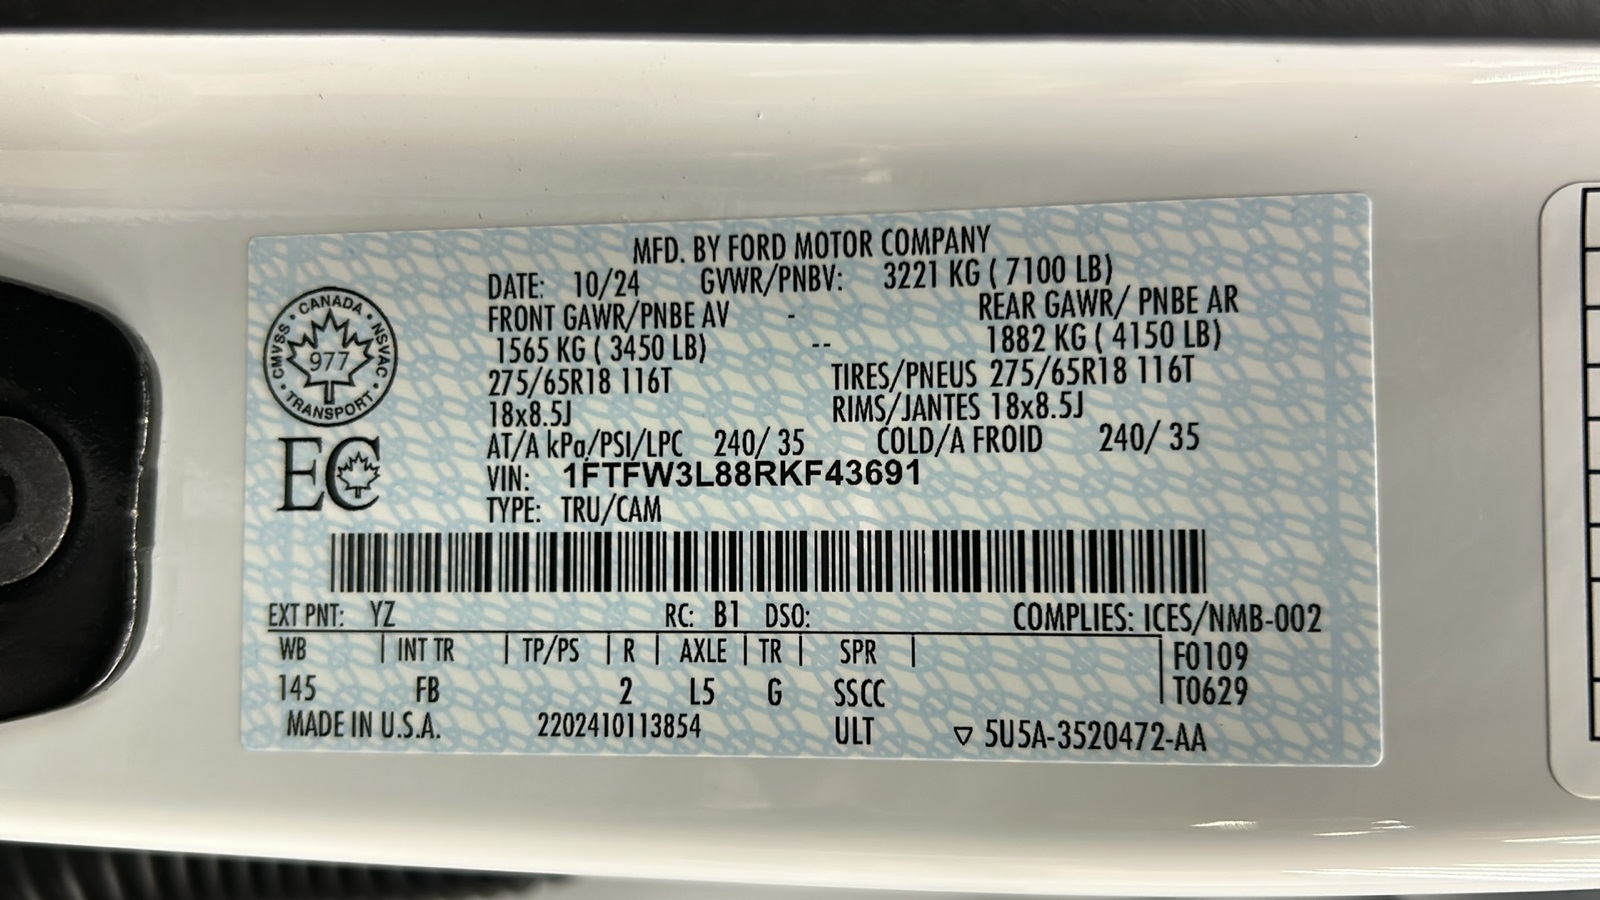 MFD. BY FORD MOTOR COMPANY
DATE: 10/24 GVWR/PNBV: 3221 KG ( 7100 LB)
FRONT GAWR/PNBE AV - REAR GAWR/ PNBE AR
1565 KG ( 3450 LB) -- 1882 KG ( 4150 LB)
275/65R18 116T TIRES/PNEUS 275/65R18 116T
18x8.5J RIMS/JANTES 18x8.5J
AT/A kPa/PSI/LPC 240/ 35 COLD/A FROID 240/ 35
VIN: 1FTFW3L88RKF43691
TYPE: TRU/CAM
CANADA
CMVSS • NSVAC
977
TRANSPORT
EC
EXT PNT: YZ RC: B1 DSO: COMPLIES: ICES/NMB-002
WB | INT TR | TP/PS | R | AXLE | TR | SPR | F0109
145 FB 2 L5 G SSCC T0629
MADE IN U.S.A. 2202410113854 ULT ▽ 5U5A-3520472-AA